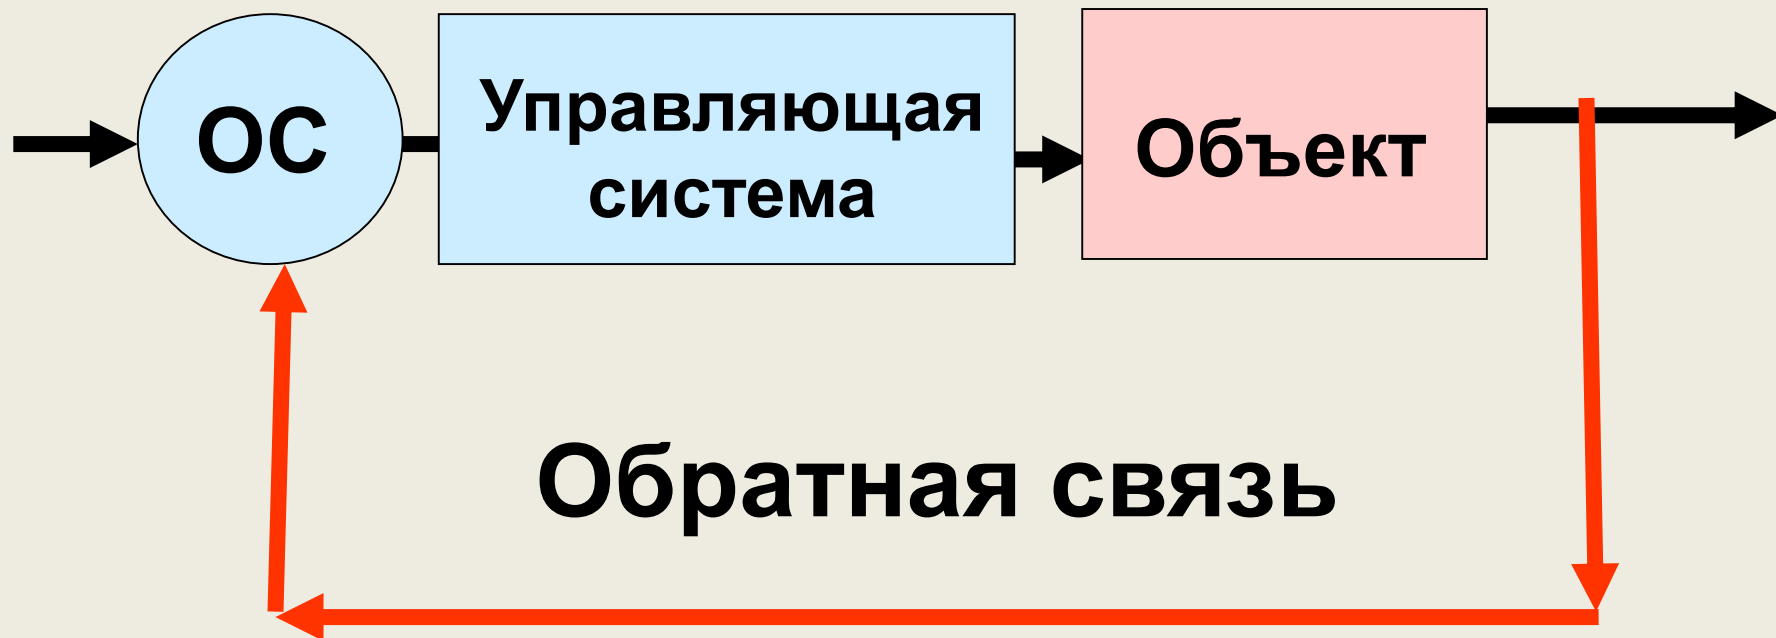 ОС
Управляющая
система
Объект
Обратная связь